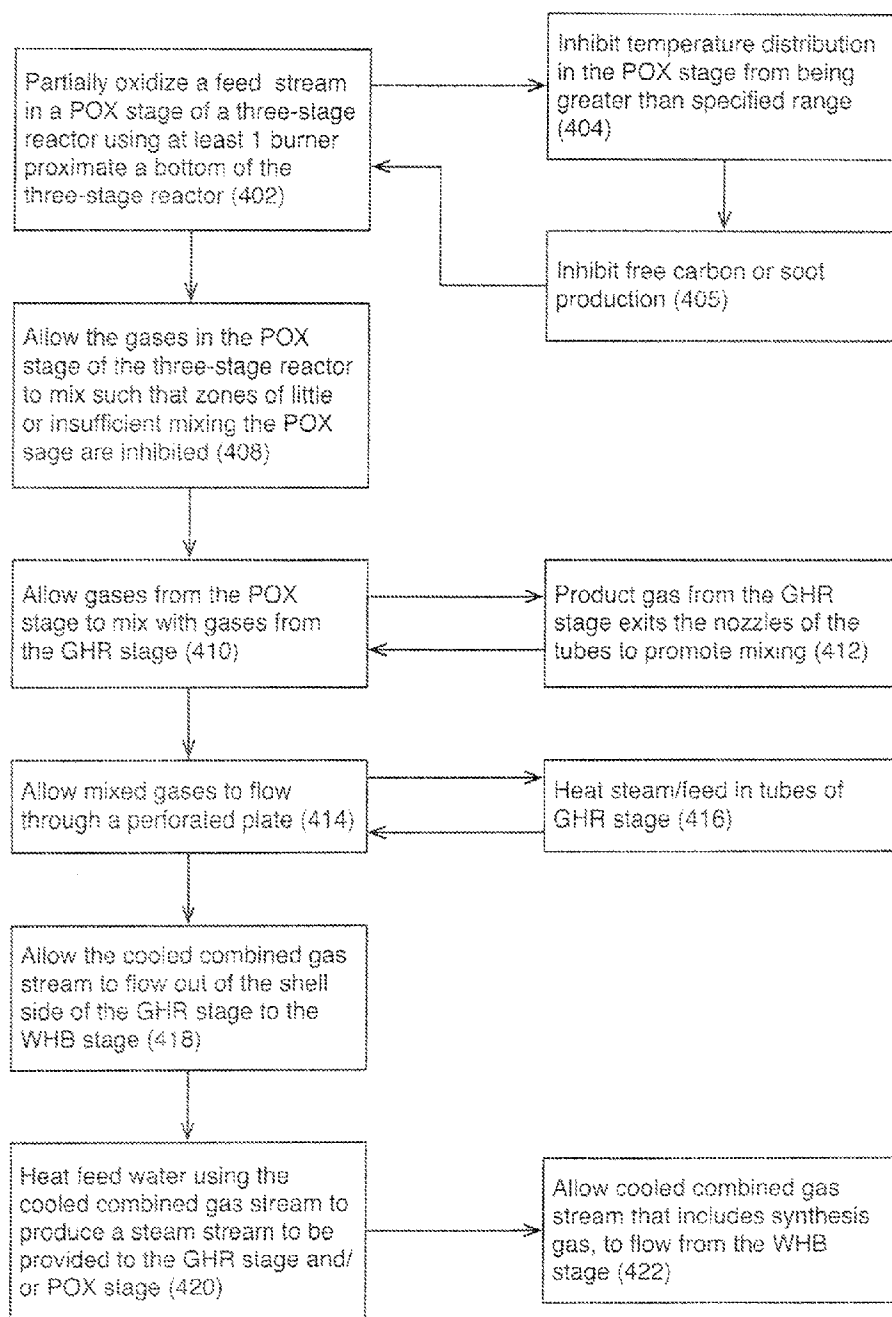 Partially oxidize a feed stream
in a POX stage of a three-stage
reactor using at least 1 burner
proximate a bottom of the
three-stage reactor (402)
Inhibit temperature distribution
in the POX stage from being
greater than specified range
(404)
Inhibit free carbon or soot
production (405)
Allow the gases in the POX
stage of the three-stage reactor
to mix such that zones of little
or insufficient mixing the POX
sage are inhibited (408)
Allow gases from the POX
stage to mix with gases from
the GHR stage (410)
Product gas from the GHR
stage exits the nozzles of the
tubes to promote mixing (412)
Allow mixed gases to flow
through a perforated plate (414)
Heat steam/feed in tubes of
GHR stage (416)
Allow the cooled combined gas
stream to flow out of the shell
side of the GHR stage to the
WHB stage (418)
Heat feed water using the
cooled combined gas stream to
produce a steam stream to be
provided to the GHR stage and/
or POX stage (420)
Allow cooled combined gas
stream that includes synthesis
gas, to flow from the WHB
stage (422)